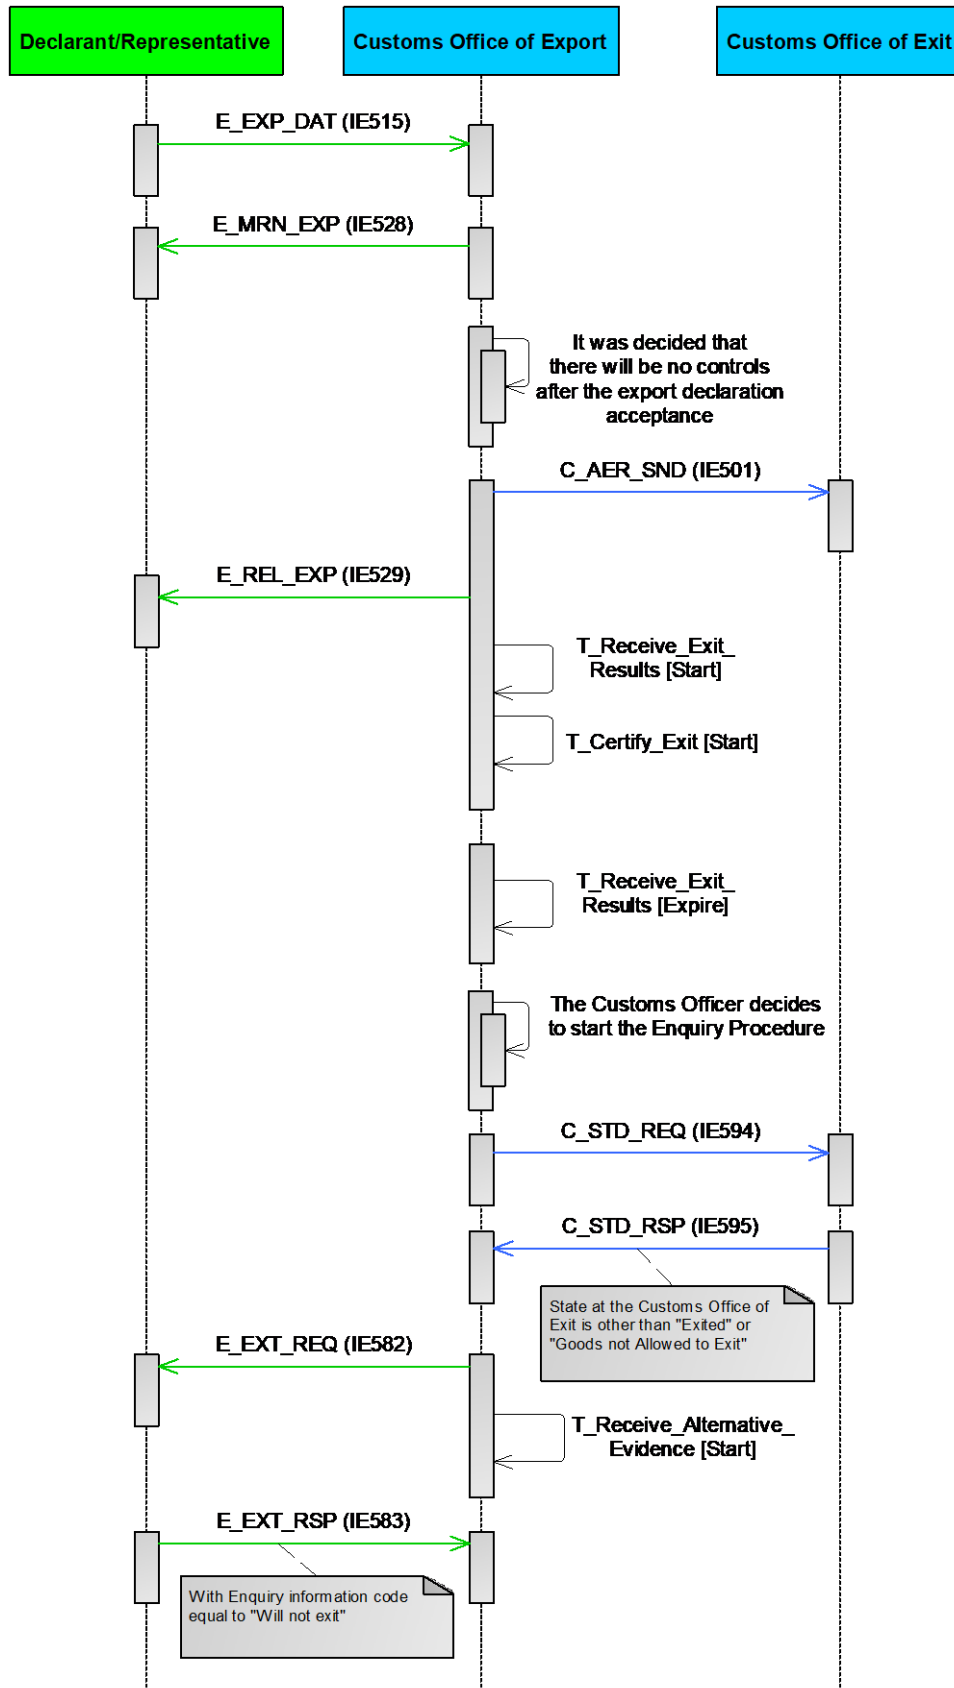 Declarant/Representative
Customs Office of Export
Customs Office of Exit
E_EXP_DAT (IE515)
E_MRN_EXP (IE528)
It was decided that
there will be no controls
after the export declaration
acceptance
C_AER_SND (IE501)
E_REL_EXP (IE529)
T_Receive_Exit_
Results [Start]
T_Certify_Exit [Start]
T_Receive_Exit_
Results [Expire]
The Customs Officer decides
to start the Enquiry Procedure
C_STD_REQ (IE594)
C_STD_RSP (IE595)
State at the Customs Office of
Exit is other than "Exited" or
"Goods not Allowed to Exit"
E_EXT_REQ (IE582)
T_Receive_Alternative_
Evidence [Start]
E_EXT_RSP (IE583)
With Enquiry information code
equal to "Will not exit"